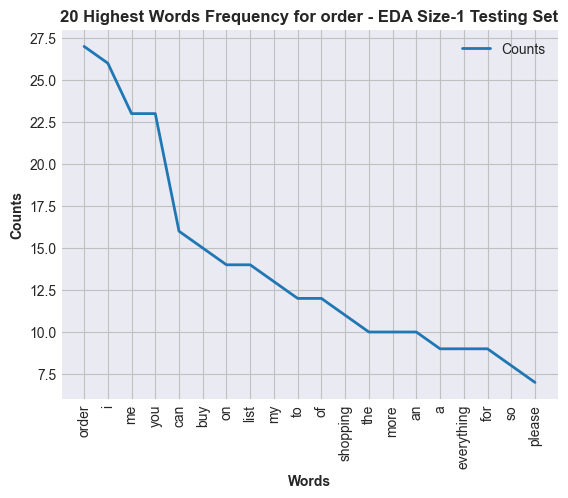 20 Highest Words Frequency for order - EDA Size-1 Testing Set
Counts
27.5
25.0
22.5
20.0
17.5
15.0
12.5
10.0
7.5
Counts
order
i
me
you
can
buy
on
list
my
to
of
shopping
the
more
an
a
everything
for
so
please
Words